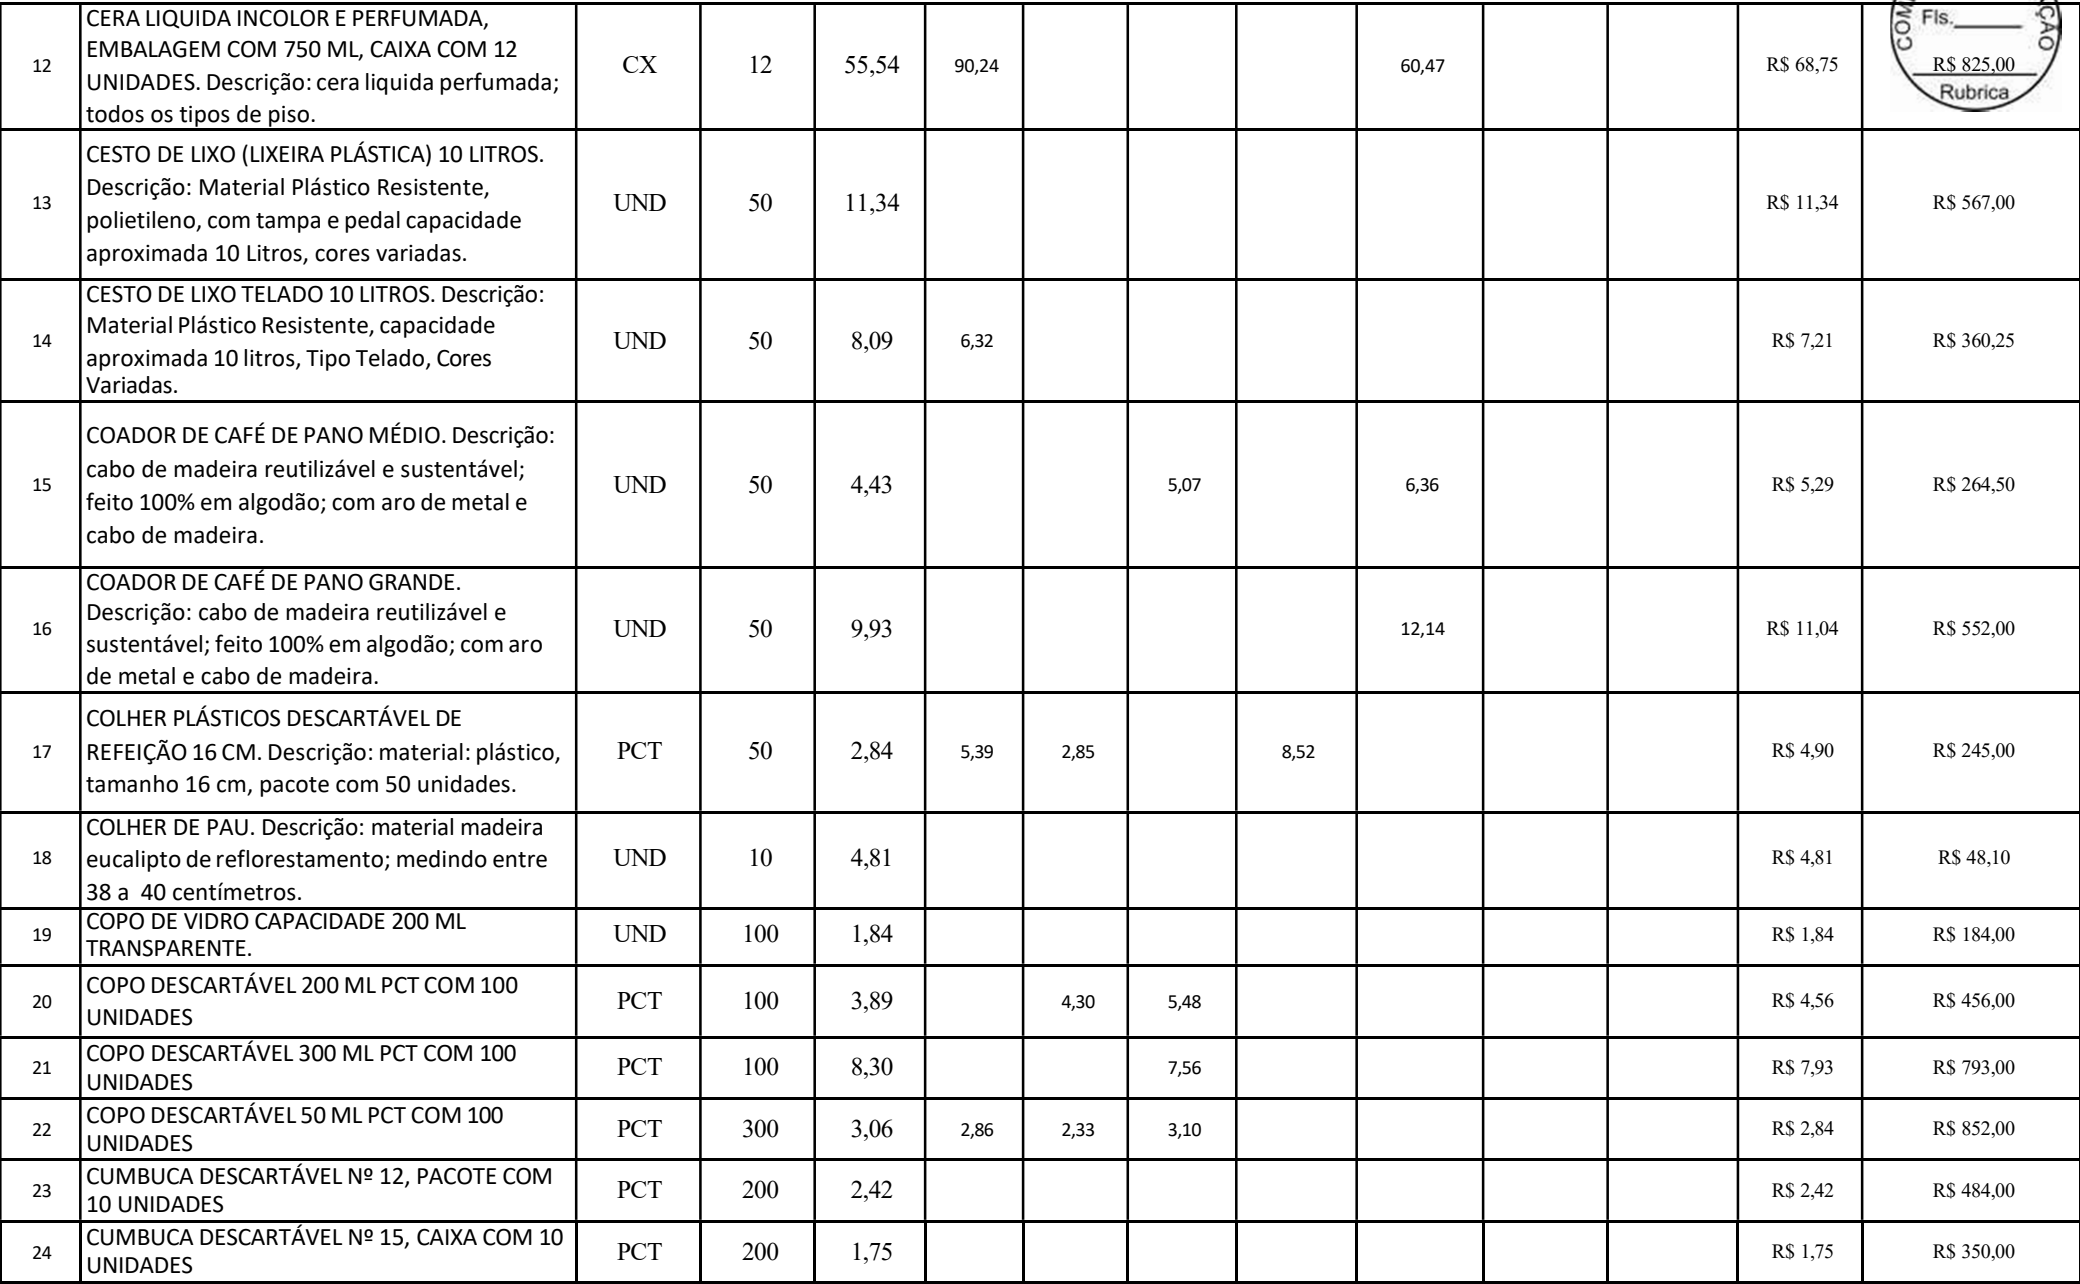 COM
Fls.
ÇÃO
Rubrica
12
CERA LIQUIDA INCOLOR E PERFUMADA,
EMBALAGEM COM 750 ML, CAIXA COM 12
UNIDADES. Descrição: cera liquida perfumada;
todos os tipos de piso.
CX 12 55,54 90,24 60,47 R$ 68,75 R$ 825,00
13
CESTO DE LIXO (LIXEIRA PLÁSTICA) 10 LITROS.
Descrição: Material Plástico Resistente,
polietileno, com tampa e pedal capacidade
aproximada 10 Litros, cores variadas.
UND 50 11,34 R$ 11,34 R$ 567,00
14
CESTO DE LIXO TELADO 10 LITROS. Descrição:
Material Plástico Resistente, capacidade
aproximada 10 litros, Tipo Telado, Cores
Variadas.
UND 50 8,09 6,32 R$ 7,21 R$ 360,25
15
COADOR DE CAFÉ DE PANO MÉDIO. Descrição:
cabo de madeira reutilizável e sustentável;
feito 100% em algodão; com aro de metal e
cabo de madeira.
UND 50 4,43 5,07 6,36 R$ 5,29 R$ 264,50
16
COADOR DE CAFÉ DE PANO GRANDE.
Descrição: cabo de madeira reutilizável e
sustentável; feito 100% em algodão; com aro
de metal e cabo de madeira.
UND 50 9,93 12,14 R$ 11,04 R$ 552,00
17
COLHER PLÁSTICOS DESCARTÁVEL DE
REFEIÇÃO 16 CM. Descrição: material: plástico,
tamanho 16 cm, pacote com 50 unidades.
PCT 50 2,84 5,39 2,85 8,52 R$ 4,90 R$ 245,00
18
COLHER DE PAU. Descrição: material madeira
eucalipto de reflorestamento; medindo entre
38 a 40 centímetros.
UND 10 4,81 R$ 4,81 R$ 48,10
19
COPO DE VIDRO CAPACIDADE 200 ML
TRANSPARENTE.
UND 100 1,84 R$ 1,84 R$ 184,00
20
COPO DESCARTÁVEL 200 ML PCT COM 100
UNIDADES
PCT 100 3,89 4,30 5,48 R$ 4,56 R$ 456,00
21
COPO DESCARTÁVEL 300 ML PCT COM 100
UNIDADES
PCT 100 8,30 7,56 R$ 7,93 R$ 793,00
22
COPO DESCARTÁVEL 50 ML PCT COM 100
UNIDADES
PCT 300 3,06 2,86 2,33 3,10 R$ 2,84 R$ 852,00
23
CUMBUCA DESCARTÁVEL Nº 12, PACOTE COM
10 UNIDADES
PCT 200 2,42 R$ 2,42 R$ 484,00
24
CUMBUCA DESCARTÁVEL Nº 15, CAIXA COM 10
UNIDADES
PCT 200 1,75 R$ 1,75 R$ 350,00